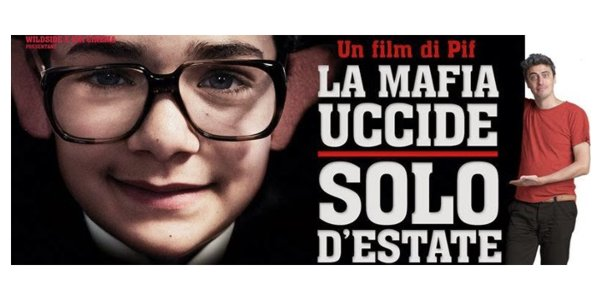 WILDSIDE E RAI CINEMA
PRESENTANO
Un film di Pif
LA MAFIA
UCCIDE
SOLO
D'ESTATE